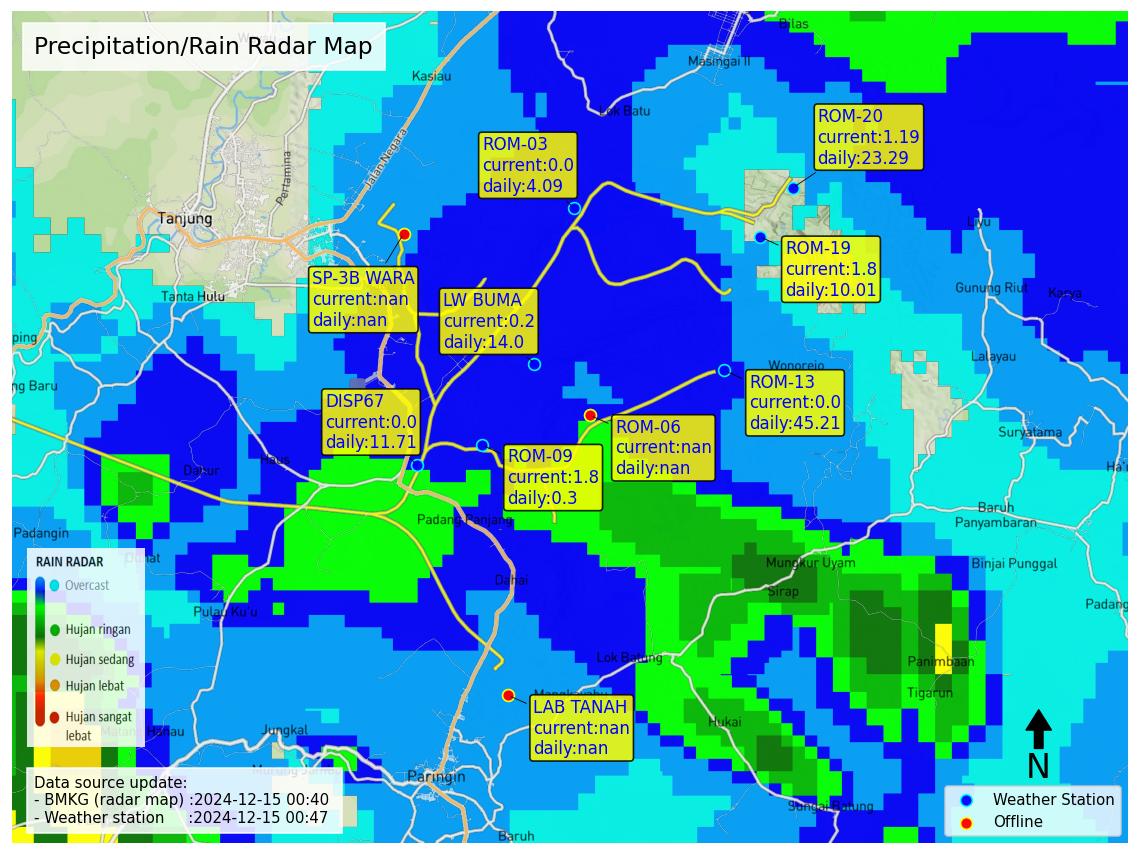 Precipitation/Rain Radar Map
Bilas
Masingai II
Kasiau
Lok Batu
Jalan Negara
Pertamina
Tanjung
Tanta Hulu
ROM-20
current:1.19
daily:23.29
ROM-03
current:0.0
daily:4.09
ROM-19
current:1.8
daily:10.01
SP-3B WARA
current:nan
daily:nan
LW BUMA
current:0.2
daily:14.0
Liyu
Gunung Riut
Karya
Lalayau
Wonorejo
ROM-13
current:0.0
daily:45.21
DISP67
current:0.0
daily:11.71
ROM-06
current:nan
daily:nan
ROM-09
current:1.8
daily:0.3
ping
ng Baru
Dahur
Haus
Suryatama
Padangin
Padang Panjang
Baruh
Panyambaran
Mungkur Uyam
Binjai Punggal
Sirap
Dahai
Pulau Ku'u
Padang
Lok Batung
Panimbaan
Tigarun
Hukai
LAB TANAH
current:nan
daily:nan
RAIN RADAR
Overcast
Hujan ringan
Hujan sedang
Hujan lebat
Hujan sangat
lebat
Jungkal
Paringin
Baruh
Sungai Batung
Data source update:
- BMKG (radar map) :2024-12-15 00:40
- Weather station :2024-12-15 00:47
N
Weather Station
Offline